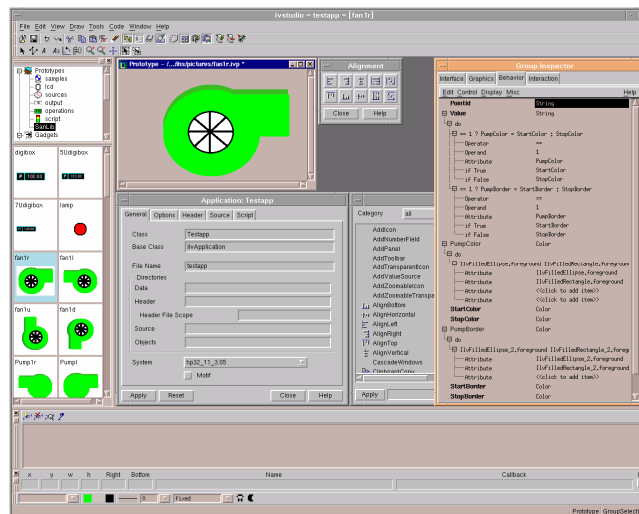 ivstudio - testapp - [fan1r]
File Edit View Draw Tools Code Window Help
Prototypes
samples
lcd
sources
output
operations
script
SanLib
Gadgets
digibox
5Udigibox
7Udigibox
lamp
fan1r
fan1l
fan1u
fan1d
Pump1r
Pumpl
Prototype - /.../ihs/pictures/fan1r.ivp *
Alignment
Close
Help
Application: Testapp
General Options Header Source Script
Class Testapp
Base Class IlvApplication
File Name testapp
Directories
Data
Header
Header File Scope
Source
Objects
System hp32_11_3.05
Motif
Apply Reset Close Help
Category all
AddIcon
AddNumberField
AddPanel
AddToolbar
AddTransparentIcon
AddValueSource
AddZoomableIcon
AddZoomableTranspa
AlignBottom
AlignLeft
AlignRight
AlignTop
AlignVertical
CascadeWindows
ClipboardCopy
Apply
Group Inspector
Interface Graphics Behavior Interaction
Edit Control Display Misc Help
PointId String
Value String
do
== 1 ? PumpColor = StartColor ; StopColor
Operator ==
Operand 1
Attribute PumpColor
if True StartColor
if False StopColor
== 1 ? PumpBorder = StartBorder ; StopBorder
Operator ==
Operand 1
Attribute PumpBorder
if True StartBorder
if False StopBorder
PumpColor Color
do
IlvFilledEllipse.foreground IlvFilledRectangle.foreground
Attribute IlvFilledEllipse.foreground
Attribute IlvFilledRectangle.foreground
Attribute <<click to add item>>
Attribute <<click to add item>>
StartColor Color
StopColor Color
PumpBorder Color
do
IlvFilledEllipse_2.foreground IlvFilledRectangle_2.foreg
Attribute IlvFilledEllipse_2.foreground
Attribute IlvFilledRectangle_2.foreground
Attribute <<click to add item>>
StartBorder Color
StopBorder Color
x y w h Right Bottom Name Callback
0 fixed
Prototype GroupSelecti